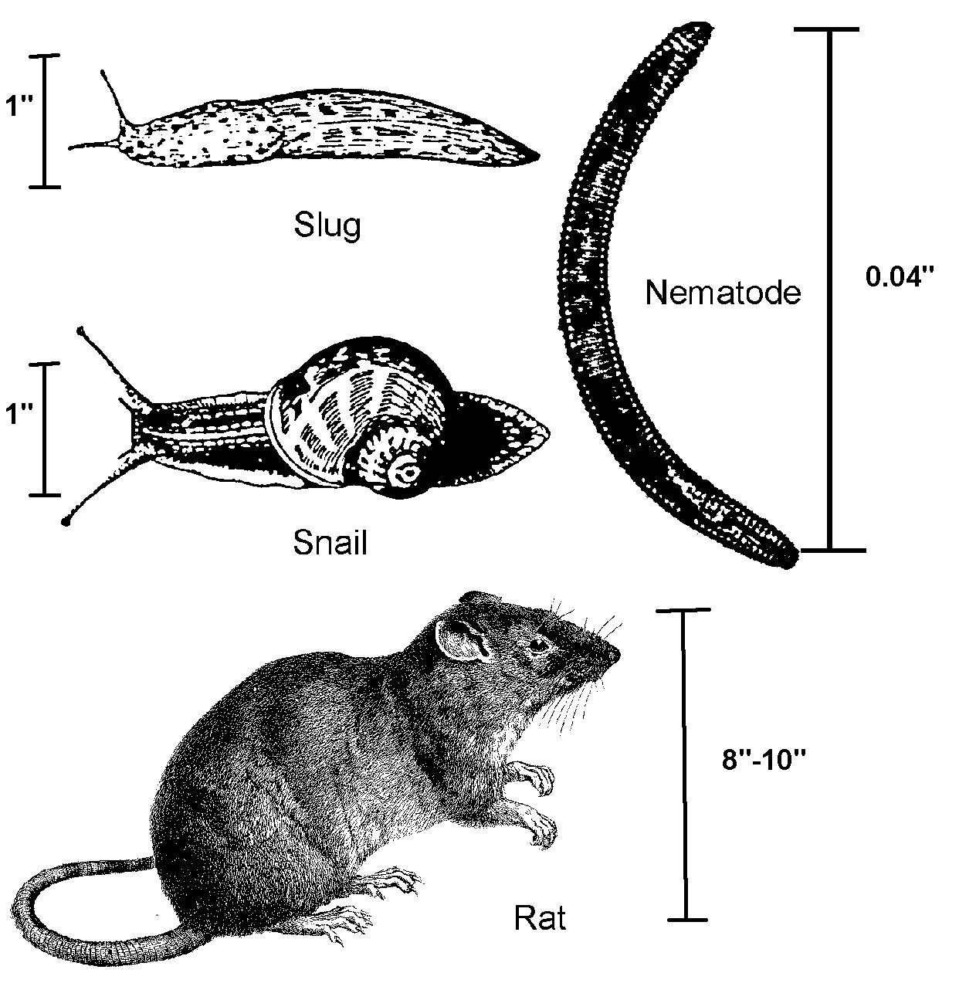 1"
Slug
Nematode
0.04"
1"
Snail
8"-10"
Rat